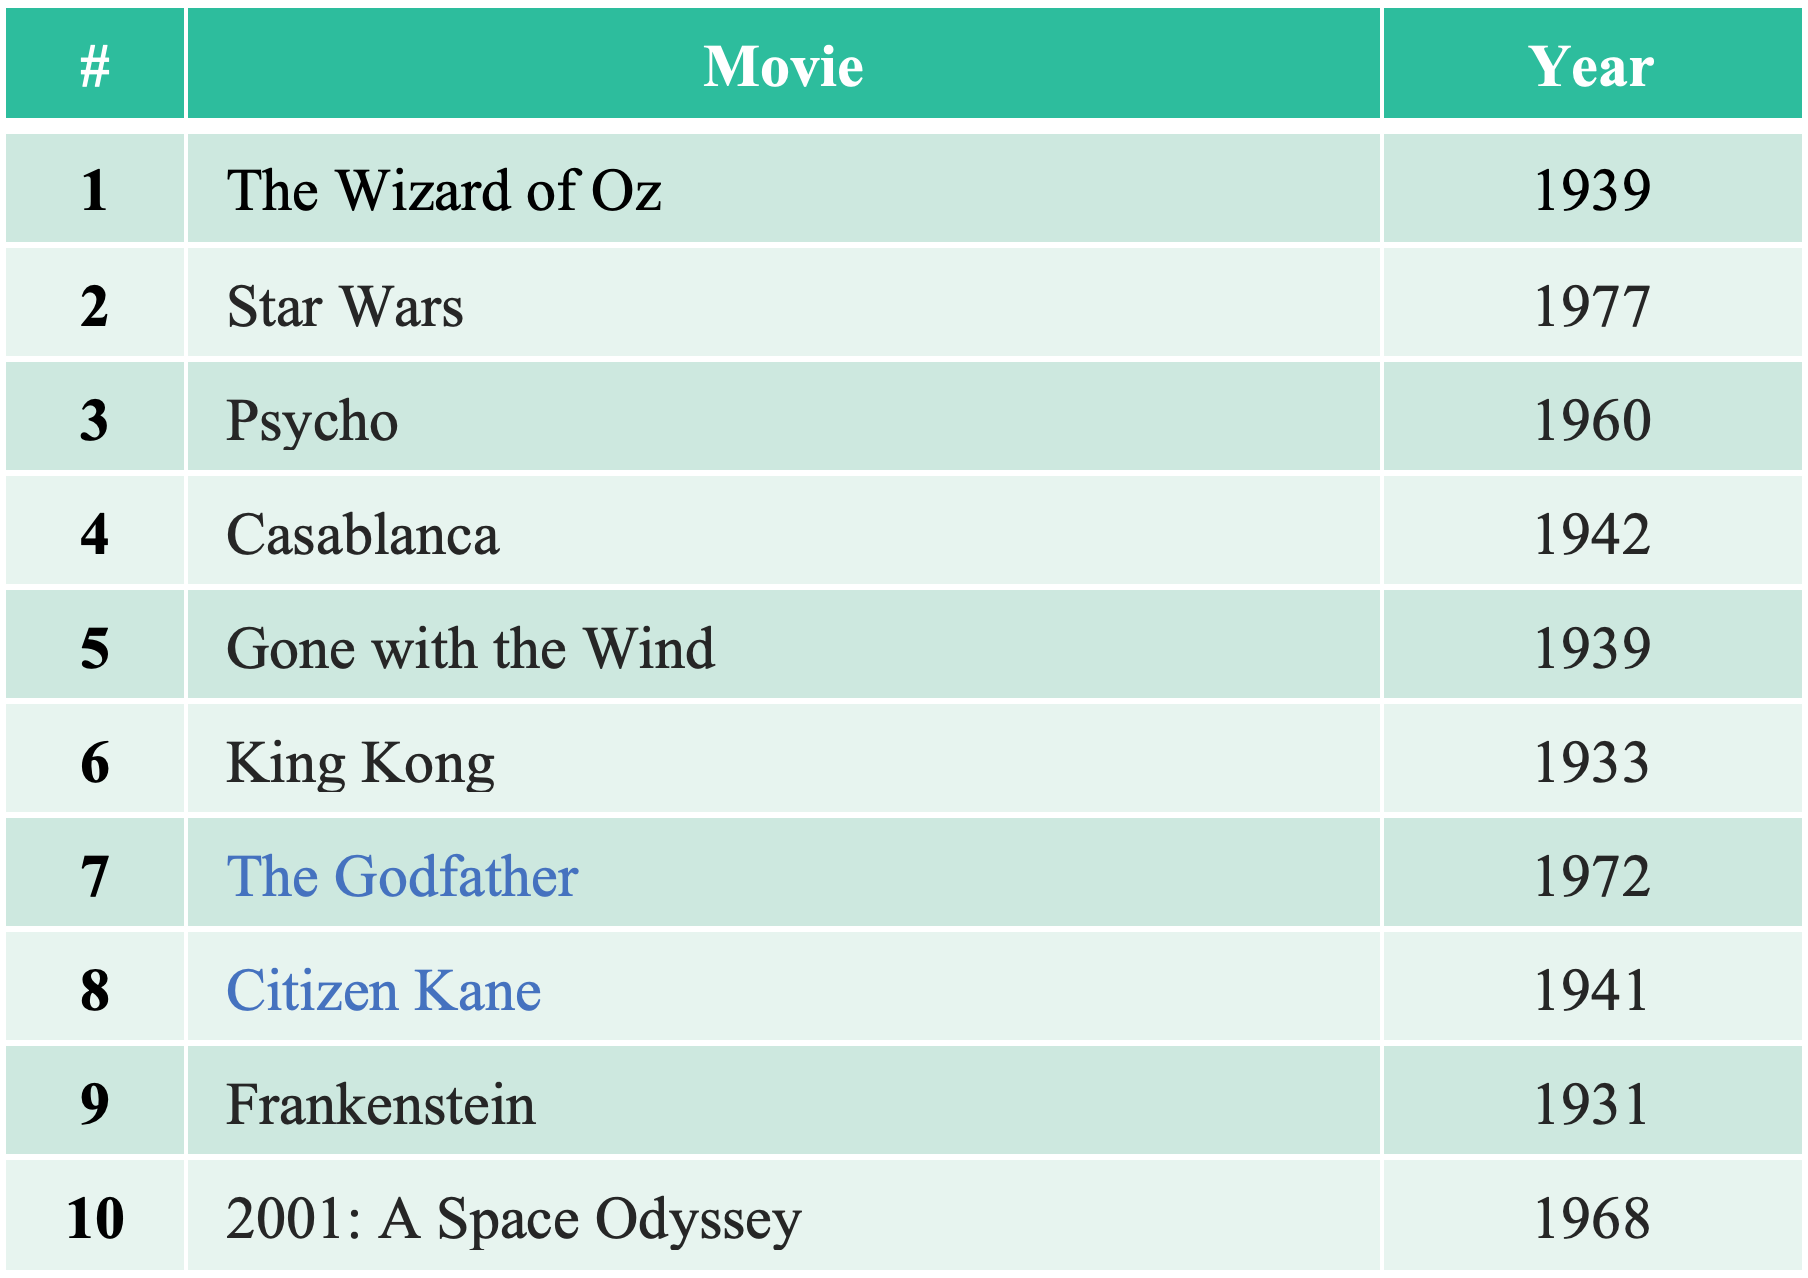 # Movie Year
1 The Wizard of Oz 1939
2 Star Wars 1977
3 Psycho 1960
4 Casablanca 1942
5 Gone with the Wind 1939
6 King Kong 1933
7 The Godfather 1972
8 Citizen Kane 1941
9 Frankenstein 1931
10 2001: A Space Odyssey 1968